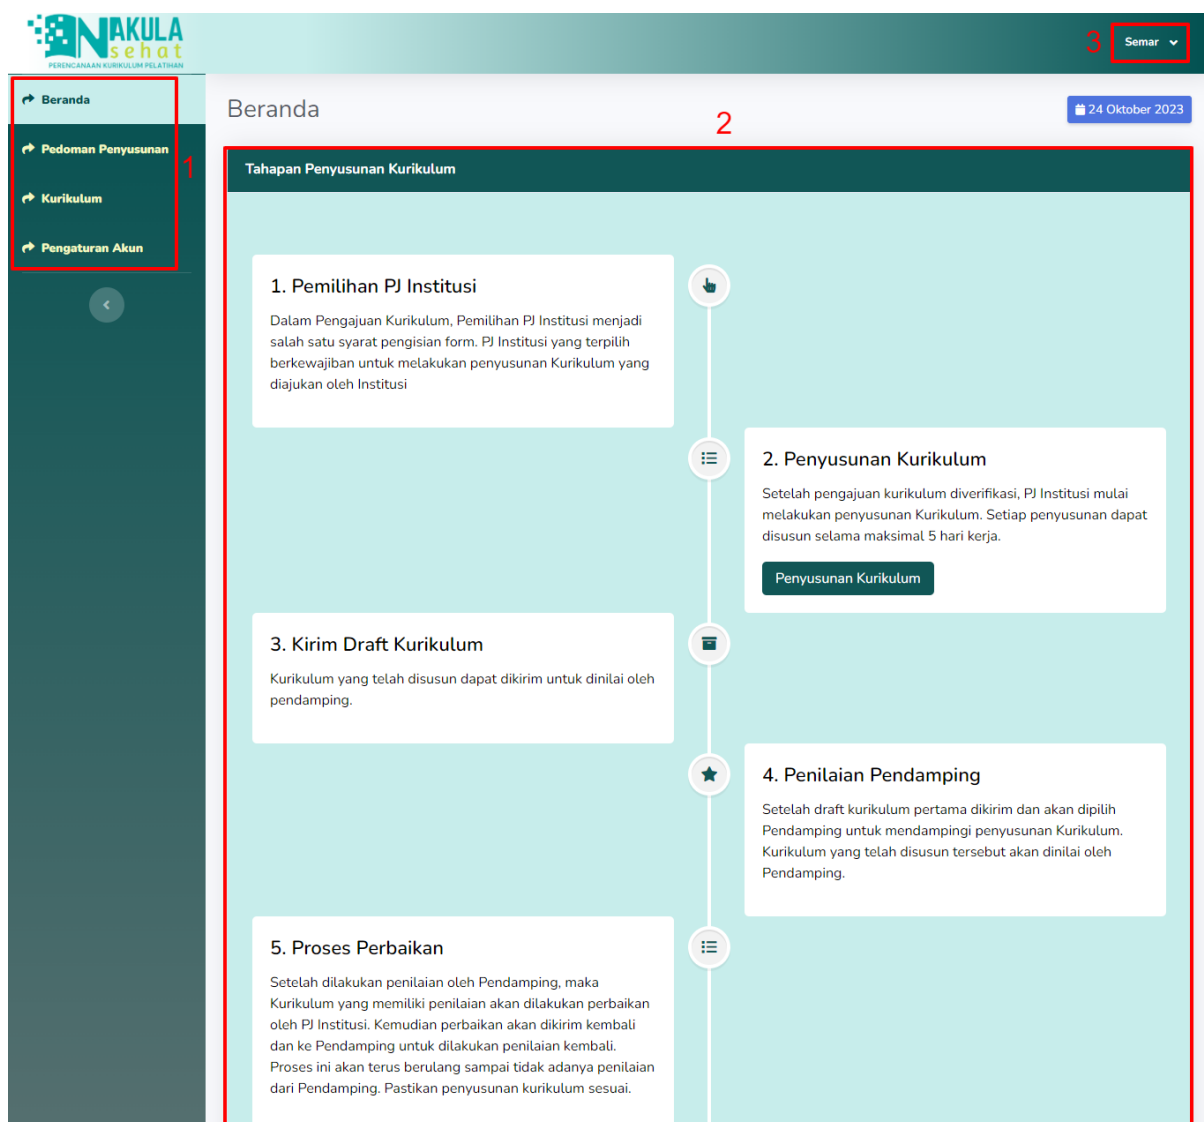 NAKULA
sehat
PERENCANAAN KURIKULUM PELATIHAN
3
Semar
Beranda
Pedoman Penyusunan
1
Kurikulum
Pengaturan Akun
Beranda
2
24 Oktober 2023
Tahapan Penyusunan Kurikulum
1. Pemilihan PJ Institusi
Dalam Pengajuan Kurikulum, Pemilihan PJ Institusi menjadi
salah satu syarat pengisian form. PJ Institusi yang terpilih
berkewajiban untuk melakukan penyusunan Kurikulum yang
diajukan oleh Institusi
2. Penyusunan Kurikulum
Setelah pengajuan kurikulum diverifikasi, PJ Institusi mulai
melakukan penyusunan Kurikulum. Setiap penyusunan dapat
disusun selama maksimal 5 hari kerja.
Penyusunan Kurikulum
3. Kirim Draft Kurikulum
Kurikulum yang telah disusun dapat dikirim untuk dinilai oleh
pendamping.
4. Penilaian Pendamping
Setelah draft kurikulum pertama dikirim dan akan dipilih
Pendamping untuk mendampingi penyusunan Kurikulum.
Kurikulum yang telah disusun tersebut akan dinilai oleh
Pendamping.
5. Proses Perbaikan
Setelah dilakukan penilaian oleh Pendamping, maka
Kurikulum yang memiliki penilaian akan dilakukan perbaikan
oleh PJ Institusi. Kemudian perbaikan akan dikirim kembali
dan ke Pendamping untuk dilakukan penilaian kembali.
Proses ini akan terus berulang sampai tidak adanya penilaian
dari Pendamping. Pastikan penyusunan kurikulum sesuai.